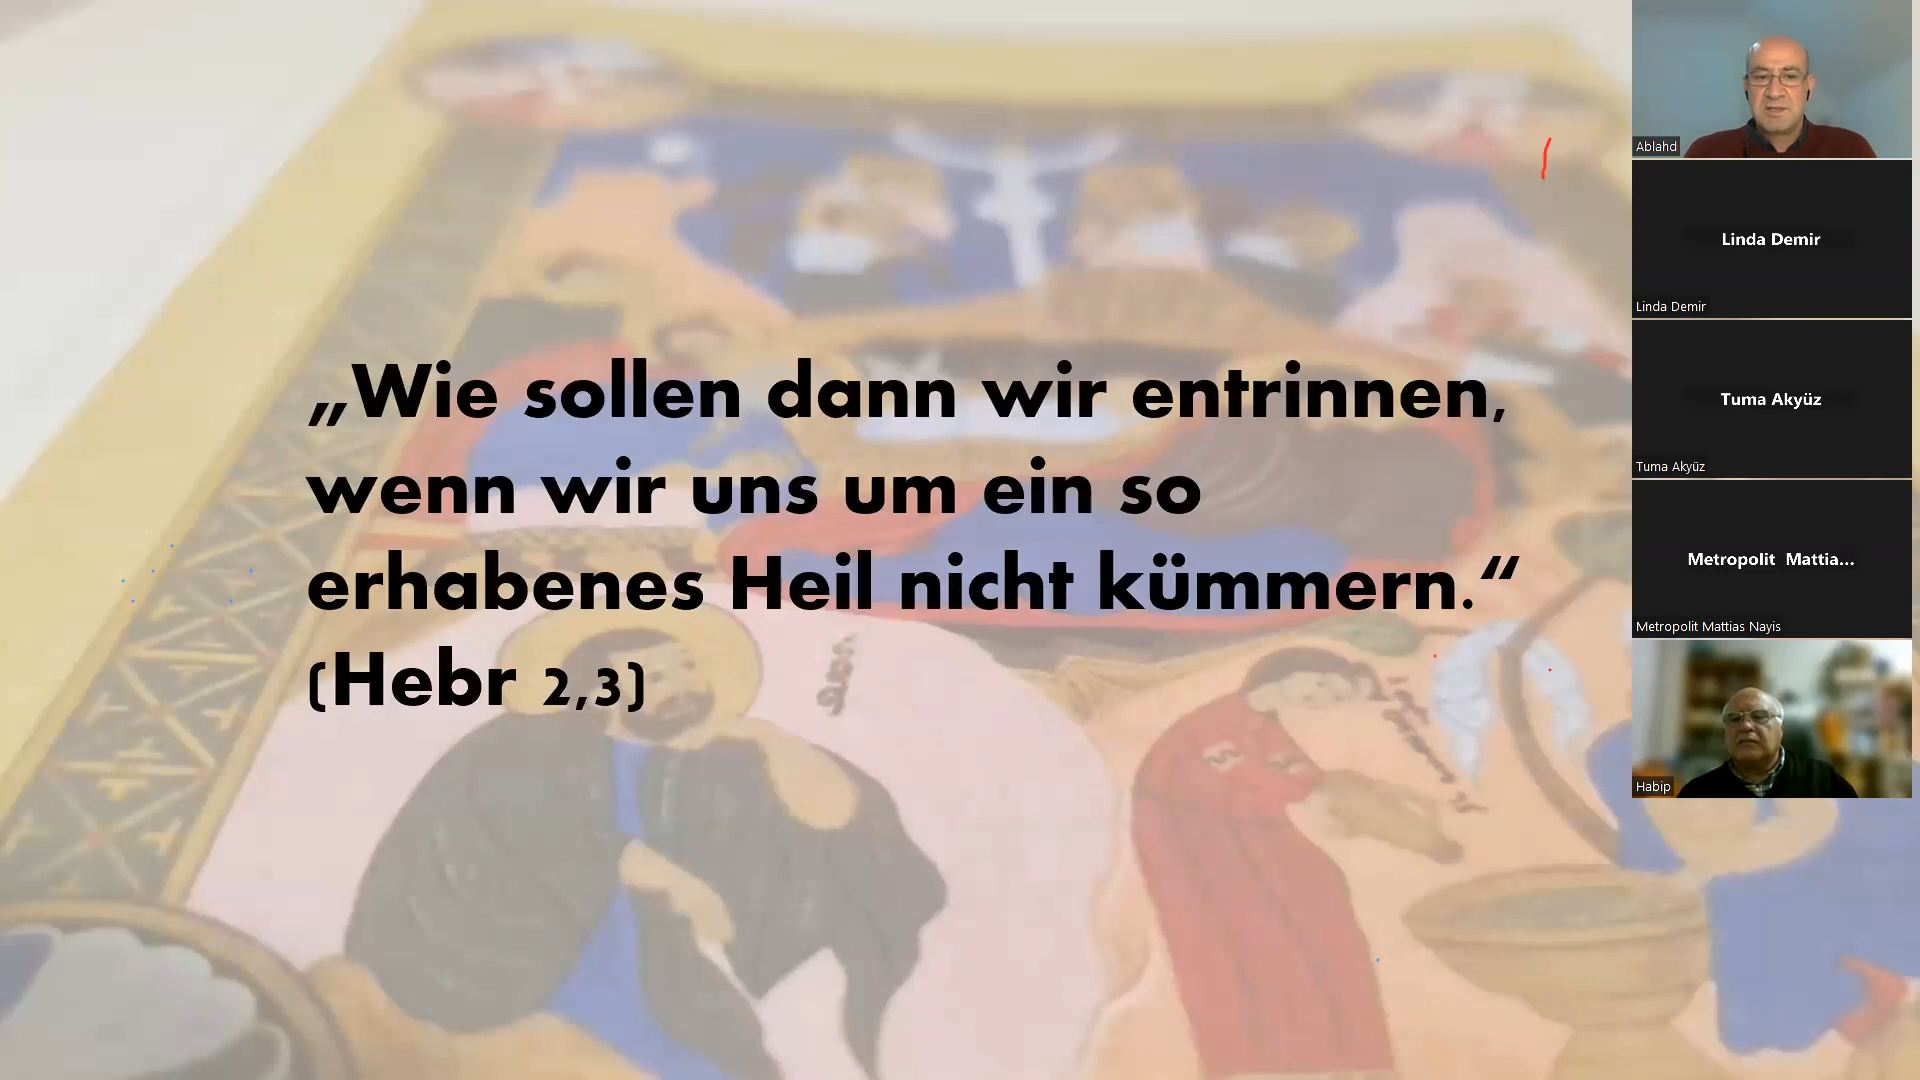 „Wie sollen dann wir entrinnen,
wenn wir uns um ein so
erhabenes Heil nicht kümmern.“
(Hebr 2,3)
Ablahd
Linda Demir
Linda Demir
Tuma Akyüz
Tuma Akyüz
Metropolit Mattia...
Metropolit Mattias Nayis
Habip